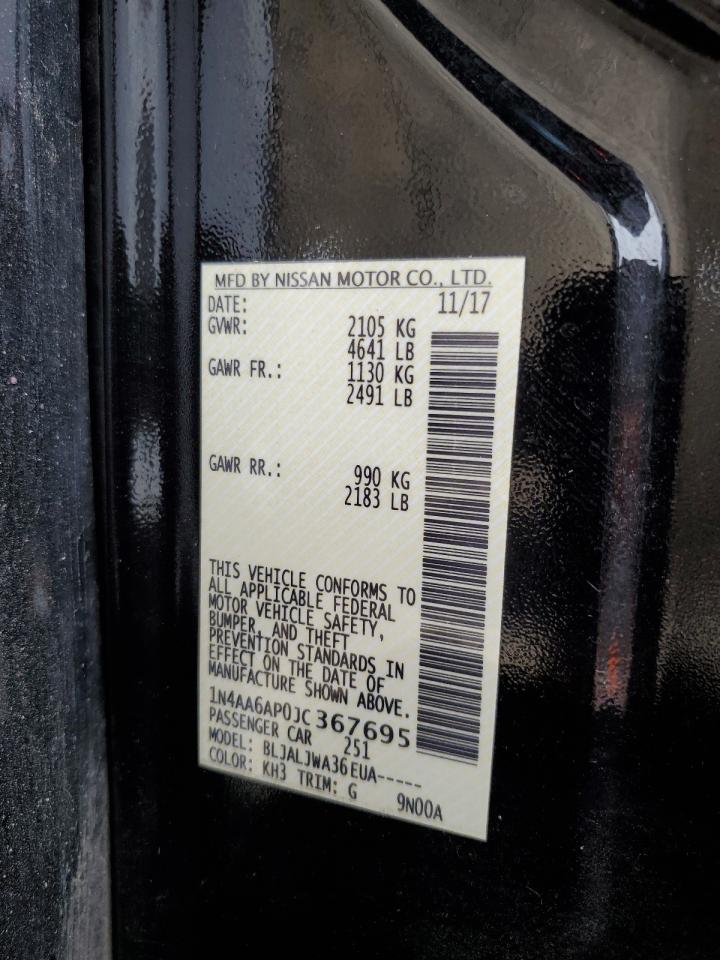 MFD BY NISSAN MOTOR CO., LTD.
DATE: 11/17
GVWR: 2105 KG
4641 LB
GAWR FR.: 1130 KG
2491 LB
GAWR RR.: 990 KG
2183 LB
THIS VEHICLE CONFORMS TO
ALL APPLICABLE FEDERAL
MOTOR VEHICLE SAFETY,
BUMPER, AND THEFT
PREVENTION STANDARDS IN
EFFECT ON THE DATE OF
MANUFACTURE SHOWN ABOVE.
1N4AA6AP0JC367695
PASSENGER CAR 251
MODEL: BLJALJWA36EUA-----
COLOR: KH3 TRIM: G 9N00A